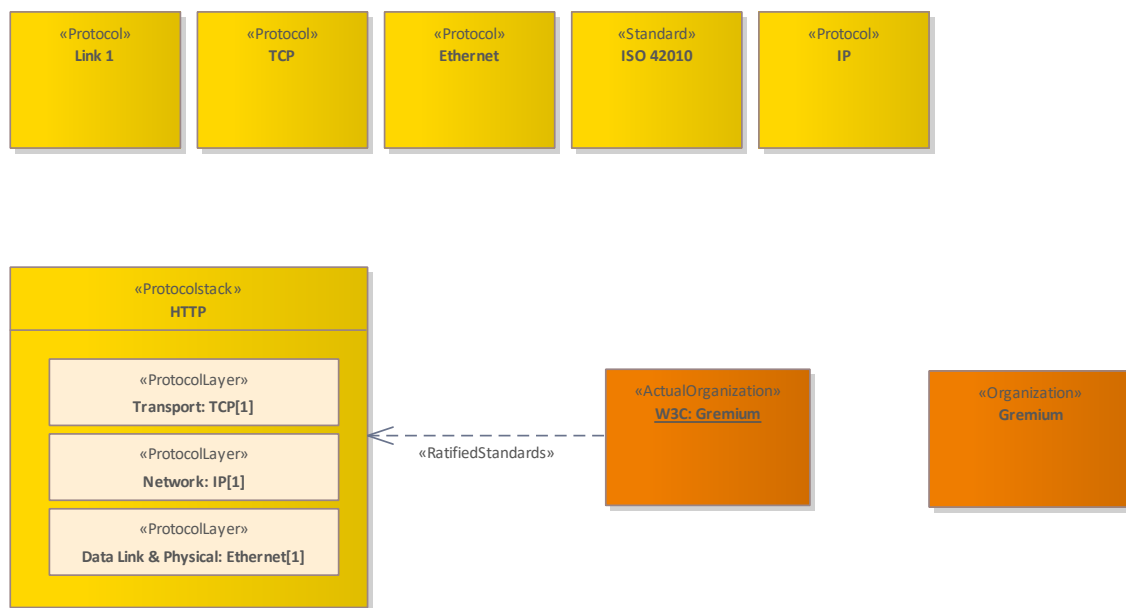 «Protocol»
Link 1
«Protocol»
TCP
«Protocol»
Ethernet
«Standard»
ISO 42010
«Protocol»
IP
«Protocolstack»
HTTP
«ProtocolLayer»
Transport: TCP[1]
«ProtocolLayer»
Network: IP[1]
«ProtocolLayer»
Data Link & Physical: Ethernet[1]
«RatifiedStandards»
«ActualOrganization»
W3C: Gremium
«Organization»
Gremium